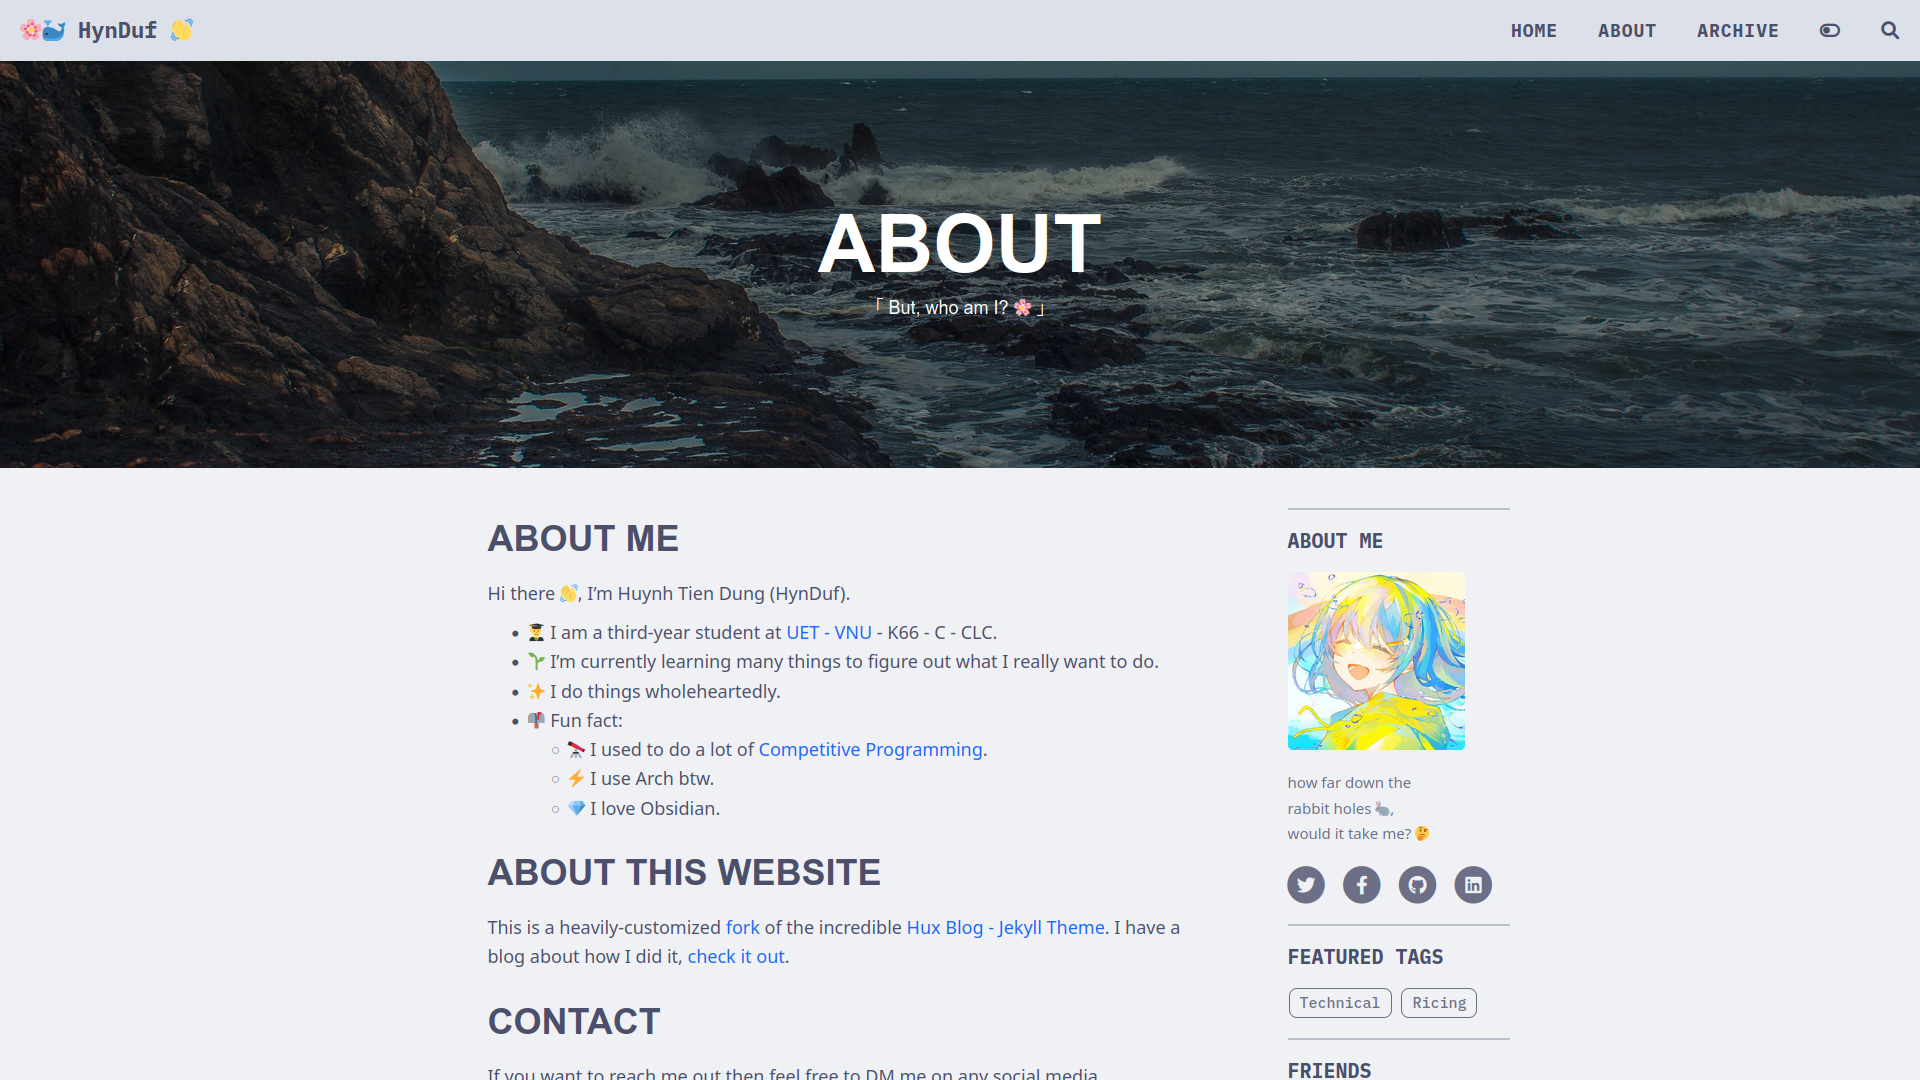 🌸🐳 HynDuf 👋
HOME ABOUT ARCHIVE
ABOUT
「 But, who am I? 🌸 」
ABOUT ME
Hi there 👋, I’m Huynh Tien Dung (HynDuf).
• 👨‍🎓 I am a third-year student at UET - VNU - K66 - C - CLC.
• 🌱 I’m currently learning many things to figure out what I really want to do.
• ✨ I do things wholeheartedly.
• 📬 Fun fact:
○ 🔭 I used to do a lot of Competitive Programming.
○ ⚡ I use Arch btw.
○ 💎 I love Obsidian.
ABOUT THIS WEBSITE
This is a heavily-customized fork of the incredible Hux Blog - Jekyll Theme. I have a
blog about how I did it, check it out.
CONTACT
If you want to reach me out then feel free to DM me on any social media
ABOUT ME
how far down the
rabbit holes🐇,
would it take me? 🤔
FEATURED TAGS
Technical Ricing
FRIENDS